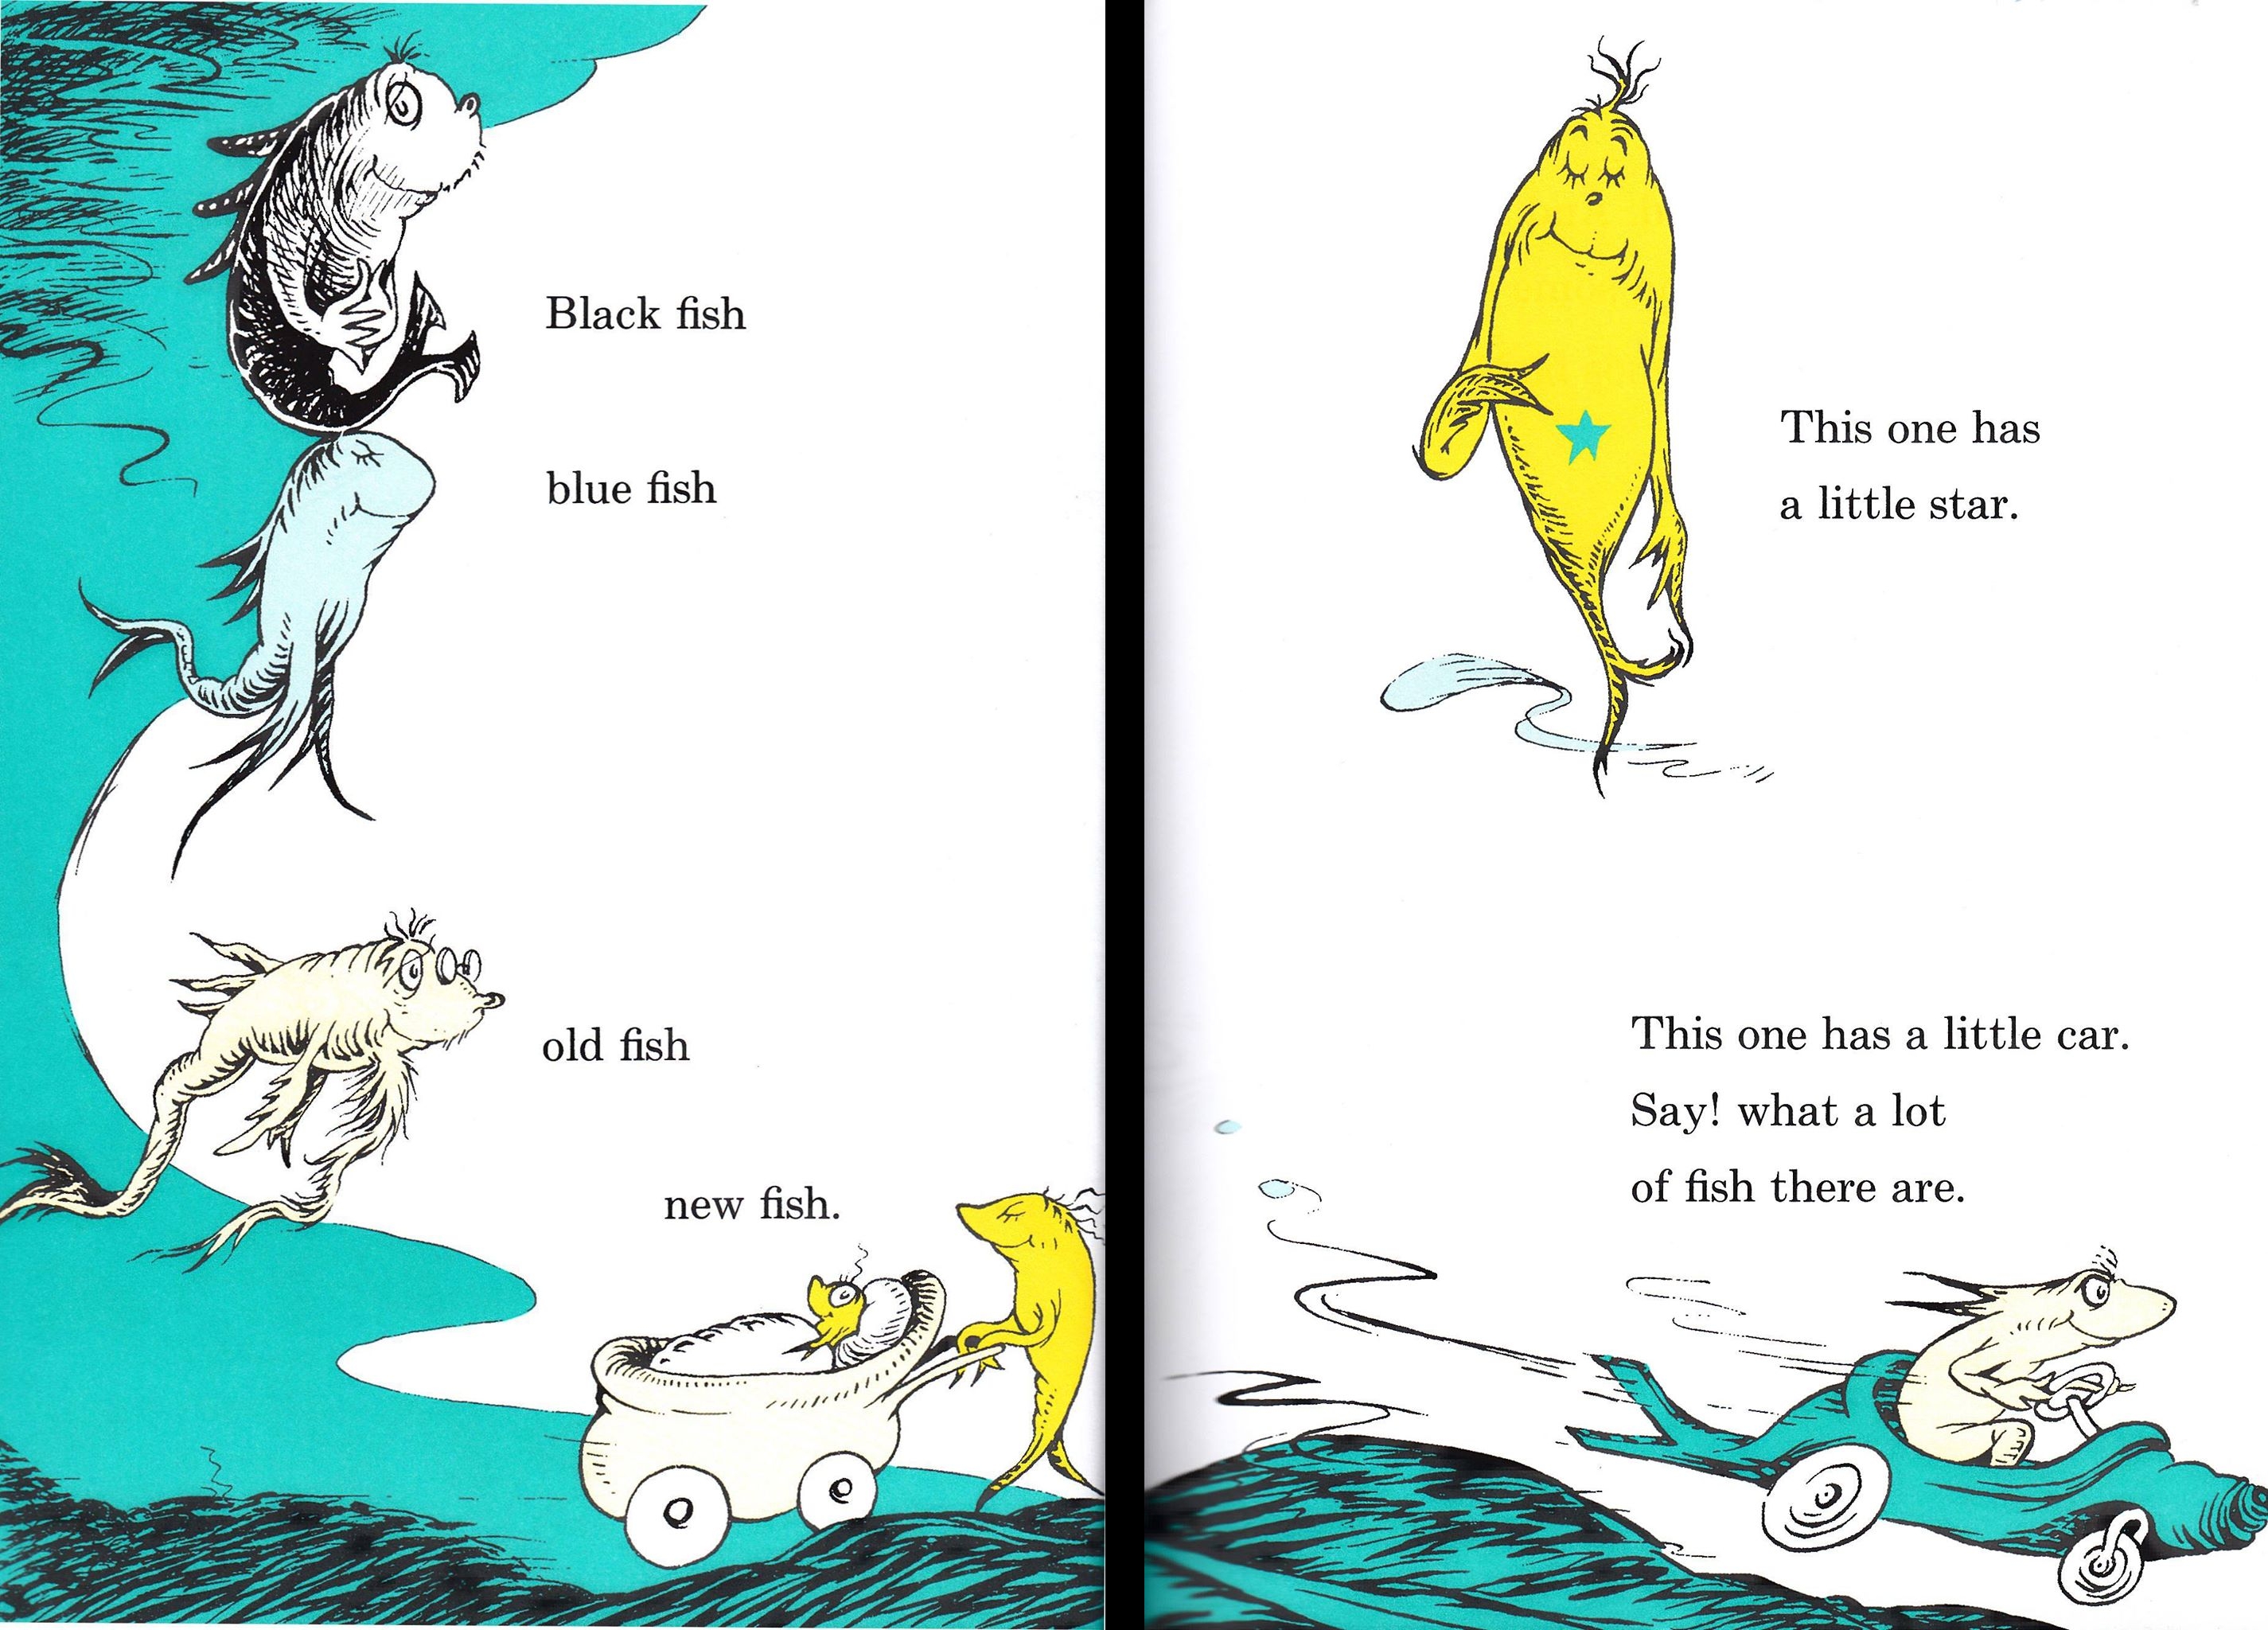 Black fish
blue fish
old fish
new fish.
This one has
a little star.
This one has a little car.
Say! what a lot
of fish there are.